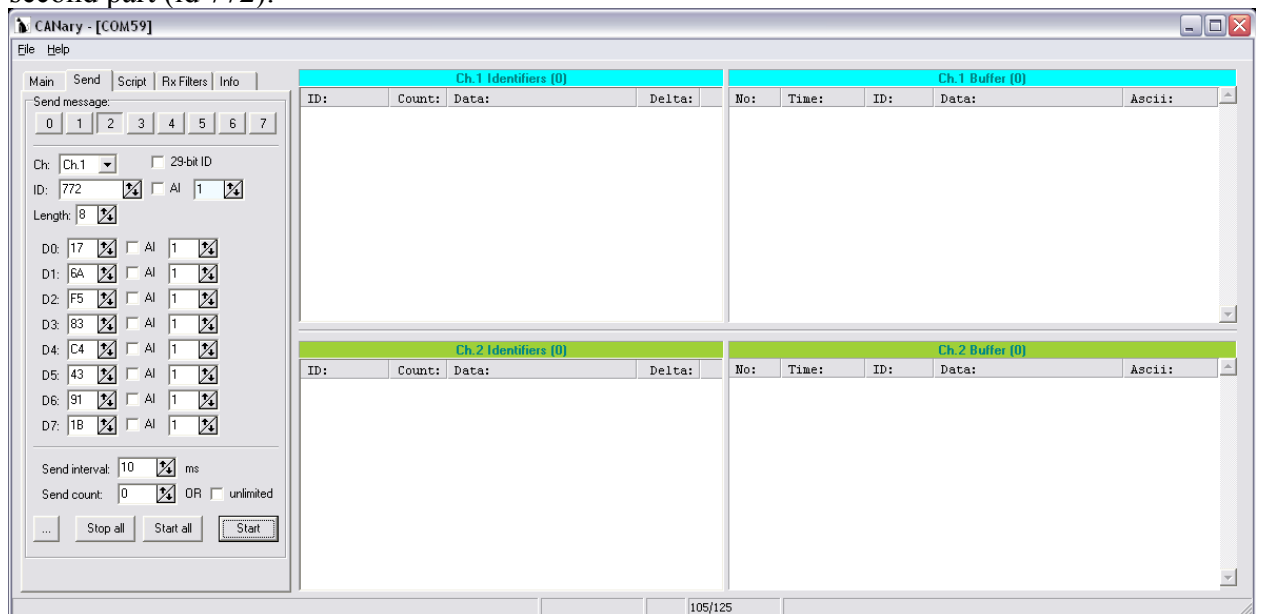 second part (id 772).
CANary - [COM59]
File Help
Main Send Script Rx Filters Info
Send message:
0 1 2 3 4 5 6 7
Ch: Ch.1 29-bit ID
ID: 772 AI 1
Length: 8
D0: 17 AI 1
D1: 6A AI 1
D2: F5 AI 1
D3: 83 AI 1
D4: C4 AI 1
D5: 43 AI 1
D6: 91 AI 1
D7: 1B AI 1
Send interval: 10 ms
Send count: 0 OR unlimited
... Stop all Start all Start
Ch.1 Identifiers (0)
ID: Count: Data: Delta:
Ch.1 Buffer (0)
No: Time: ID: Data: Ascii:
Ch.2 Identifiers (0)
ID: Count: Data: Delta:
Ch.2 Buffer (0)
No: Time: ID: Data: Ascii:
105/125